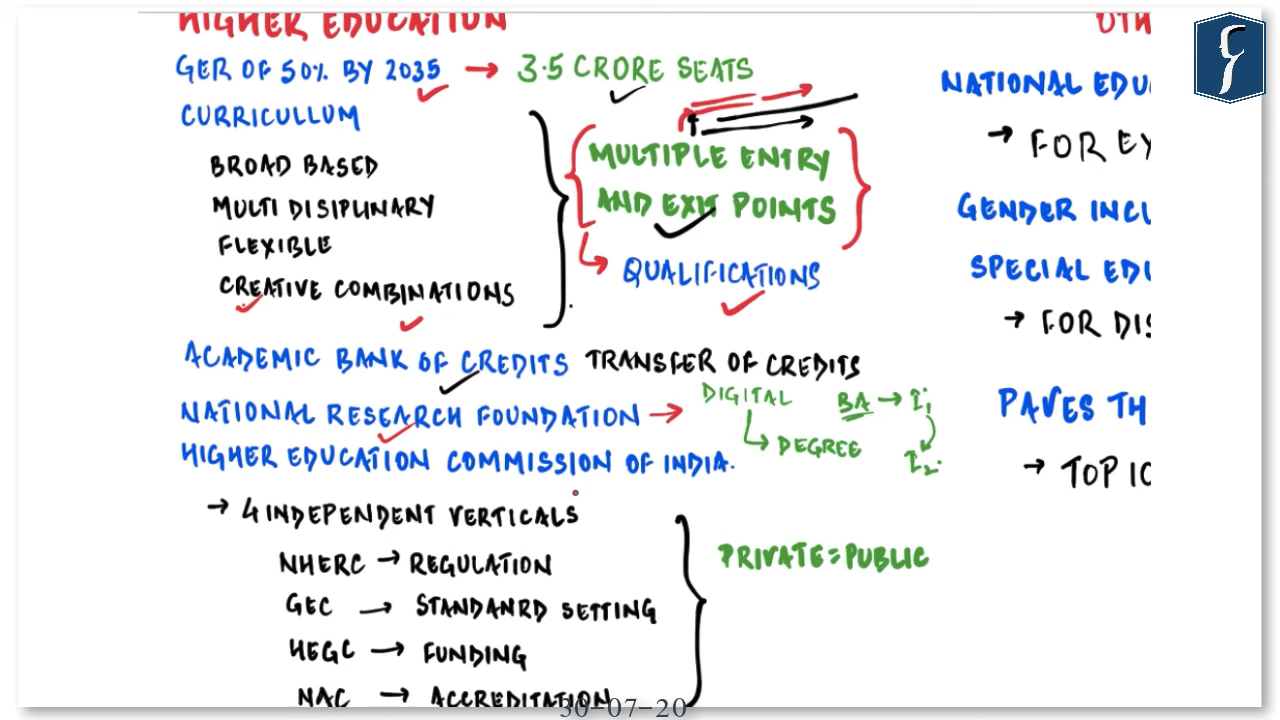 HIGHER EDUCATION
GER OF 50% BY 2035 → 3.5 CRORE SEATS
CURRICULLUM
BROAD BASED
MULTI DISIPLINARY
FLEXIBLE
CREATIVE COMBINATIONS
MULTIPLE ENTRY
AND EXIT POINTS
QUALIFICATIONS
ACADEMIC BANK OF CREDITS TRANSFER OF CREDITS
NATIONAL RESEARCH FOUNDATION →
DIGITAL
DEGREE
BA → I1
I2
HIGHER EDUCATION COMMISSION OF INDIA.
→ 4 INDEPENDENT VERTICALS
NHERC → REGULATION
GEC → STANDANRD SETTING
HEGC → FUNDING
NAC → ACCREDITATION
PRIVATE = PUBLIC
OTH
NATIONAL EDU
→ FOR EX
GENDER INCL
SPECIAL EDU
→ FOR DIS
PAVES TH
→ TOPIC
30-07-20